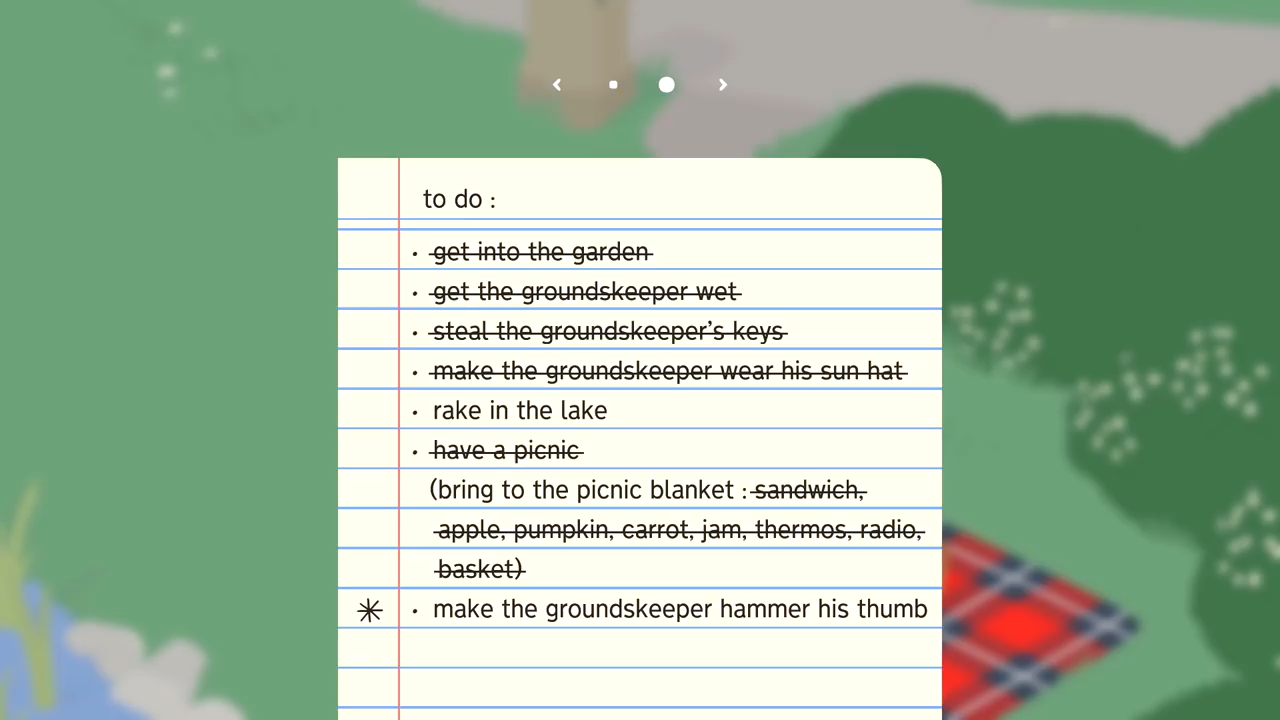 to do :
• get into the garden
• get the groundskeeper wet
• steal the groundskeeper’s keys
• make the groundskeeper wear his sun hat
• rake in the lake
• have a picnic
(bring to the picnic blanket : sandwich,
apple, pumpkin, carrot, jam, thermos, radio,
basket)
• make the groundskeeper hammer his thumb